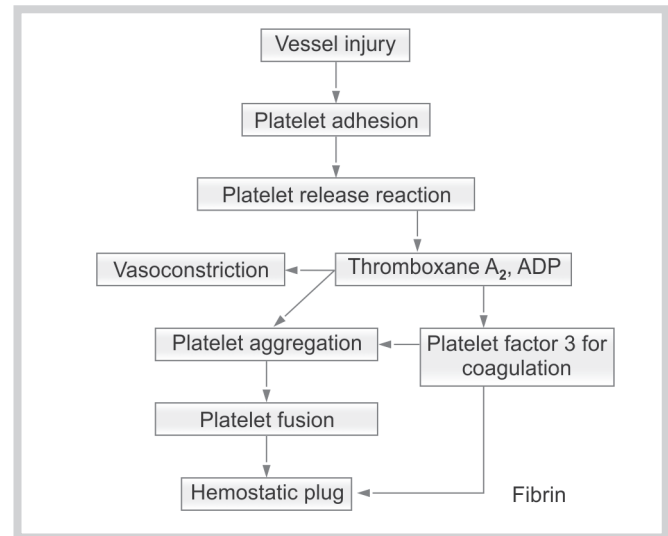 Vessel injury
Platelet adhesion
Platelet release reaction
Vasoconstriction
Thromboxane A₂, ADP
Platelet aggregation
Platelet factor 3 for
coagulation
Platelet fusion
Hemostatic plug
Fibrin